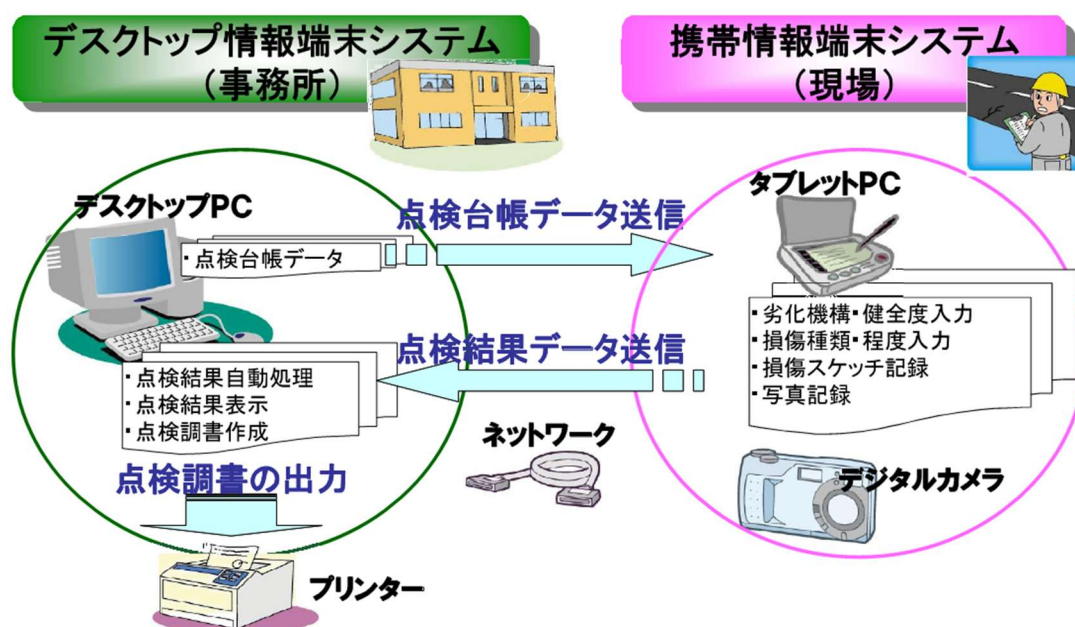 デスクトップ情報端末システム
（事務所）
携帯情報端末システム
（現場）
デスクトップPC
・点検台帳データ
点検台帳データ送信
タブレットPC
・劣化機構・健全度入力
・損傷種類・程度入力
・損傷スケッチ記録
・写真記録
点検結果データ送信
・点検結果自動処理
・点検結果表示
・点検調書作成
ネットワーク
デジタルカメラ
点検調書の出力
プリンター